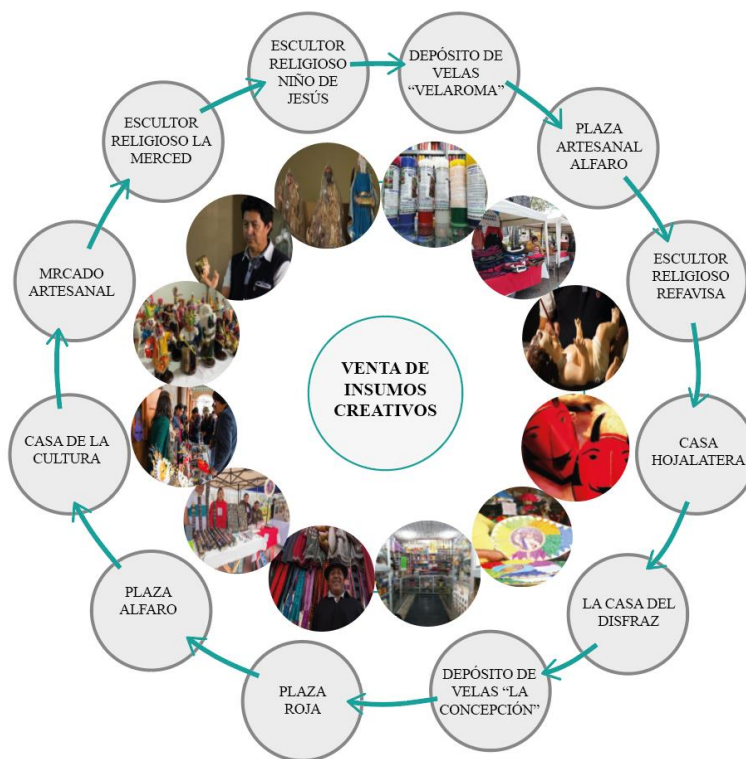 ESCULTOR
RELIGIOSO
NIÑO DE
JESÚS
DEPÓSITO DE
VELAS
“VELAROMA”
PLAZA
ARTESANAL
ALFARO
ESCULTOR
RELIGIOSO
REFAVISA
CASA
HOJALATERA
LA CASA DEL
DISFRAZ
DEPÓSITO DE
VELAS “LA
CONCEPCIÓN”
PLAZA
ROJA
PLAZA
ALFARO
CASA DE LA
CULTURA
MRCADO
ARTESANAL
ESCULTOR
RELIGIOSO LA
MERCED
VENTA DE
INSUMOS
CREATIVOS